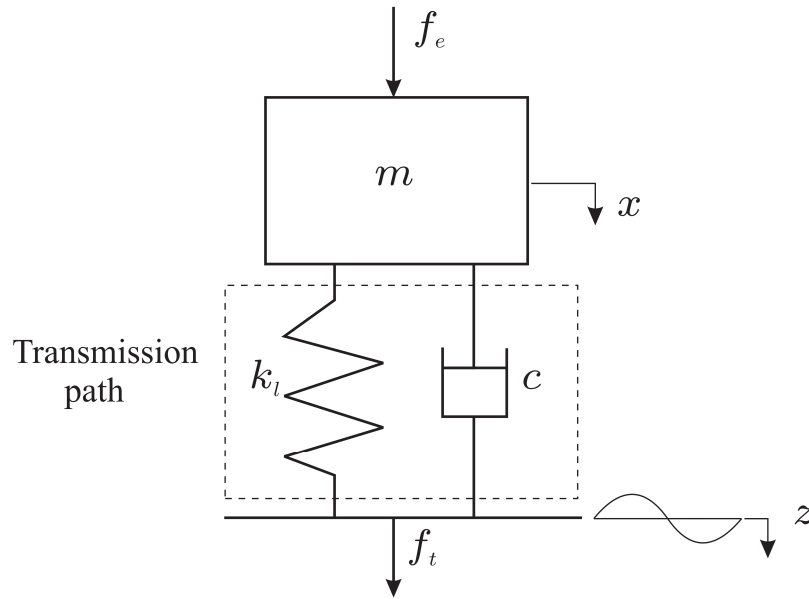 f_e
m
x
Transmission
path
k_l
c
z
f_t